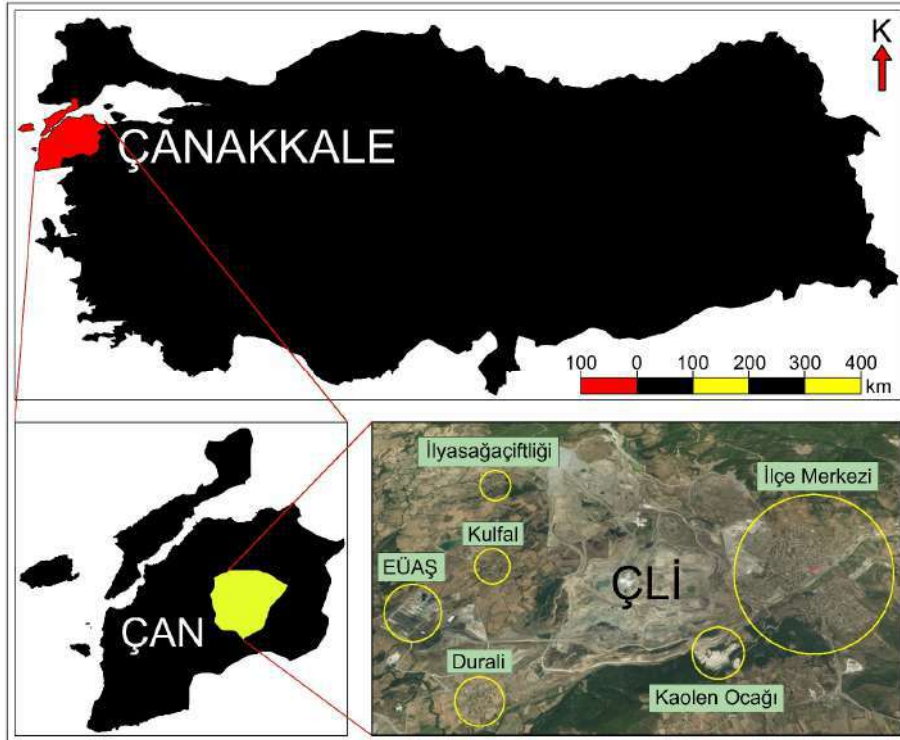 K
ÇANAKKALE
100 0 100 200 300 400
km
İlyasağaçiftliği
İlçe Merkezi
Kulfal
EÜAŞ
ÇLİ
ÇAN
Durali
Kaolen Ocağı